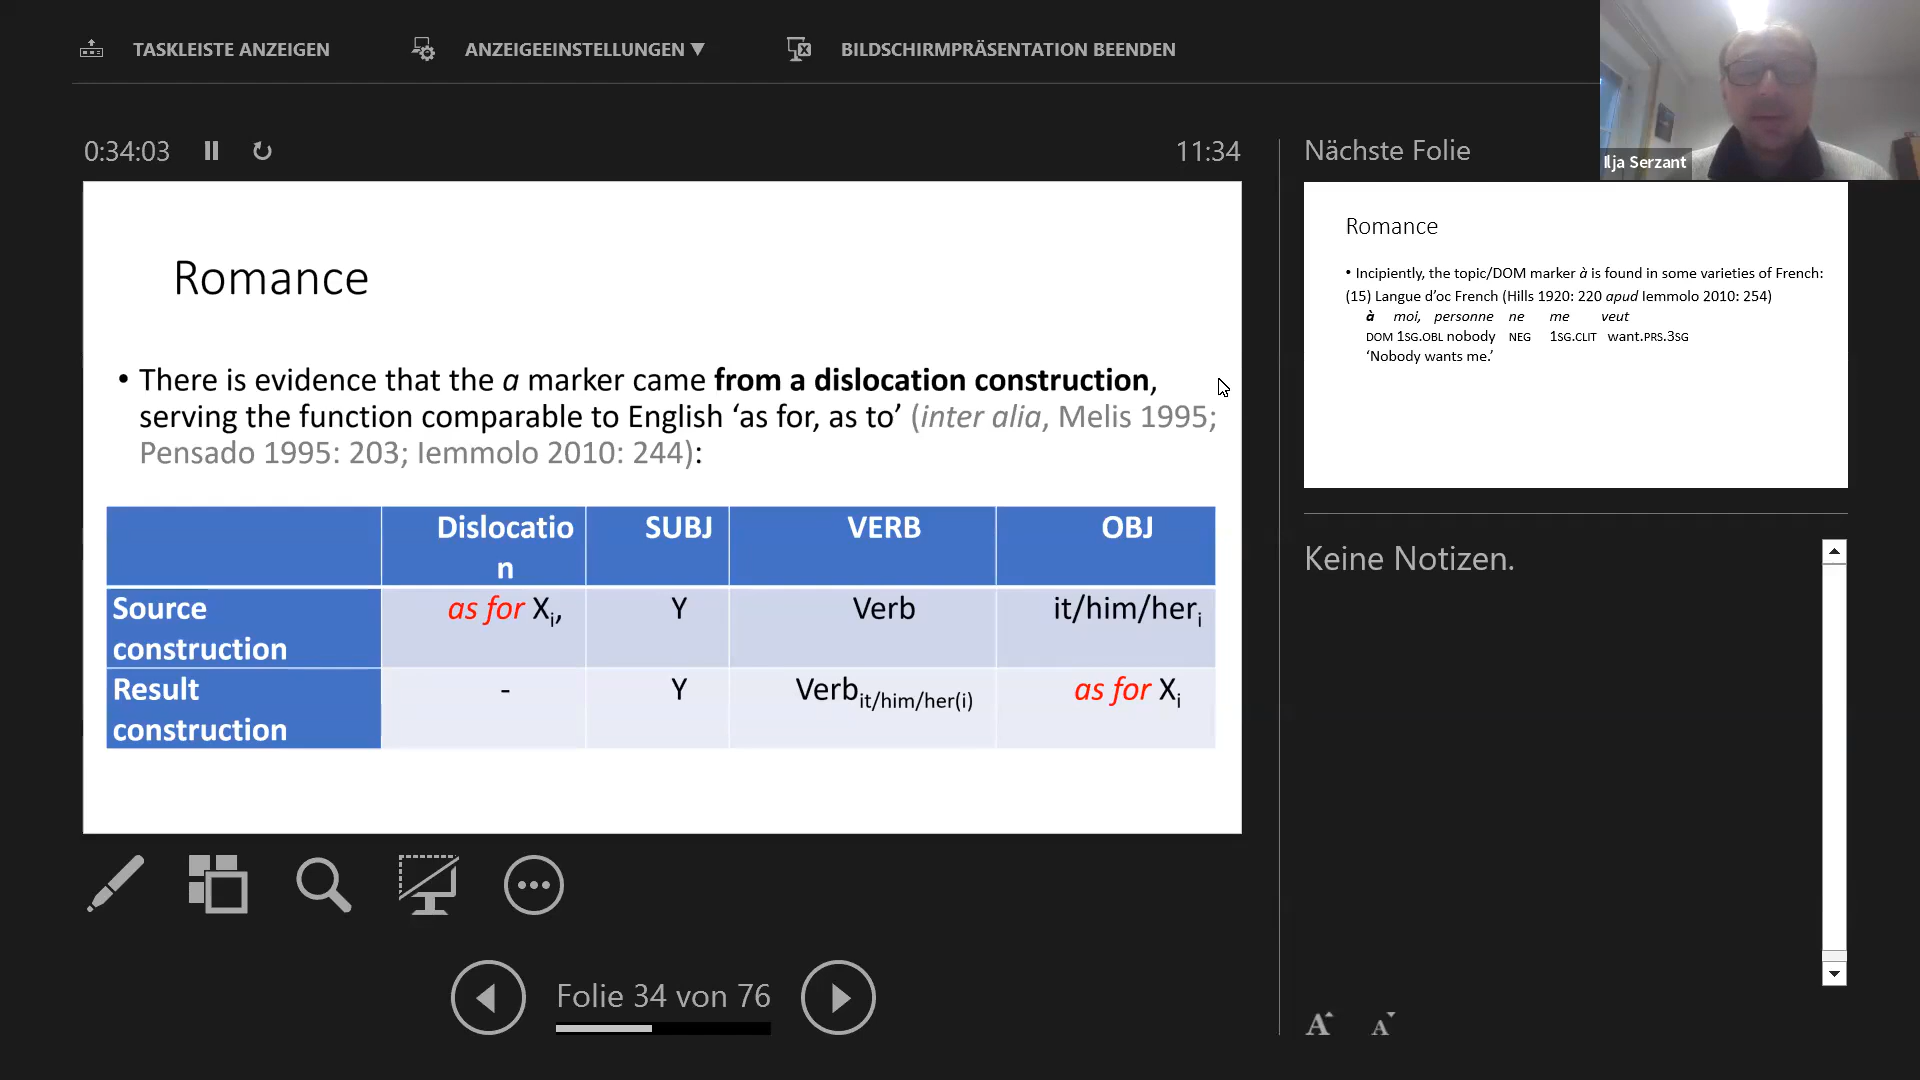 TASKLEISTE ANZEIGEN
ANZEIGEEINSTELLUNGEN ▼
BILDSCHIRMPRÄSENTATION BEENDEN
Ilja Serzant
0:34:03
11:34
Romance
• There is evidence that the a marker came from a dislocation construction,
serving the function comparable to English ‘as for, as to’ (inter alia, Melis 1995;
Pensado 1995: 203; Iemmolo 2010: 244):
Dislocatio
n
SUBJ
VERB
OBJ
Source
construction
as for Xi,
Y
Verb
it/him/heri
Result
construction
-
Y
Verbit/him/her(i)
as for Xi
Folie 34 von 76
Nächste Folie
Romance
• Incipiently, the topic/DOM marker à is found in some varieties of French:
(15) Langue d’oc French (Hills 1920: 220 apud Iemmolo 2010: 254)
à moi, personne ne me veut
DOM 1SG.OBL nobody NEG 1SG.CLIT want.PRS.3SG
‘Nobody wants me.’
Keine Notizen.
A A